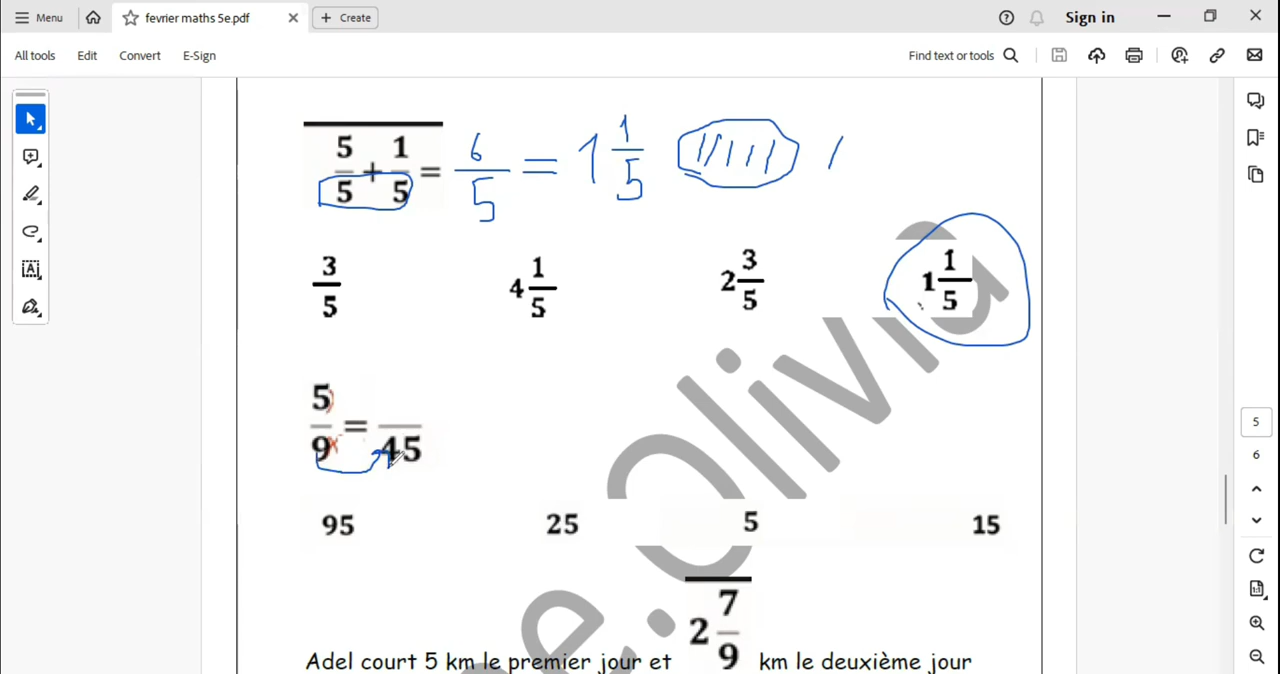 Menu fevrier maths 5e.pdf × + Create Sign in
All tools Edit Convert E-Sign Find text or tools
5/5 + 1/5 = 6/5 = 1 1/5
3/5 4 1/5 2 3/5 1 1/5
5/9 = /45
95 25 5 15
Adel court 5 km le premier jour et 2 7/9 km le deuxième jour
e.Olivia
5
6